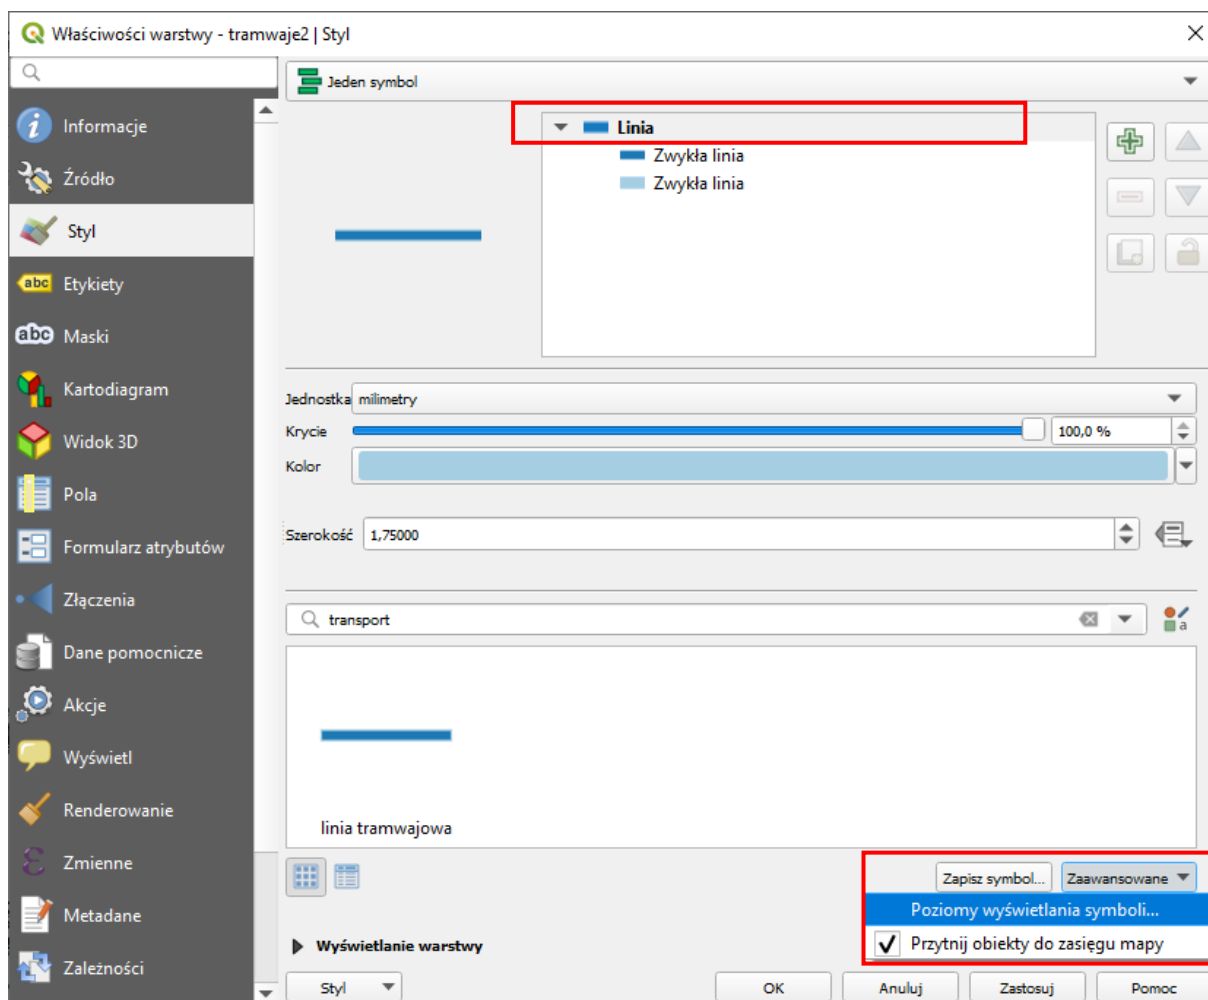 Właściwości warstwy - tramwaje2 | Styl
Informacje
Źródło
Styl
abc Etykiety
abc Maski
Kartodiagram
Widok 3D
Pola
Formularz atrybutów
Złączenia
Dane pomocnicze
Akcje
Wyświetl
Renderowanie
Zmienne
Metadane
Zależności
Jeden symbol
Linia
Zwykła linia
Zwykła linia
Jednostka milimetry
Krycie 100,0 %
Kolor
Szerokość 1,75000
transport
a
linia tramwajowa
Zapisz symbol... Zaawansowane
Poziomy wyświetlania symboli...
Przytnij obiekty do zasięgu mapy
Wyświetlanie warstwy
Styl OK Anuluj Zastosuj Pomoc